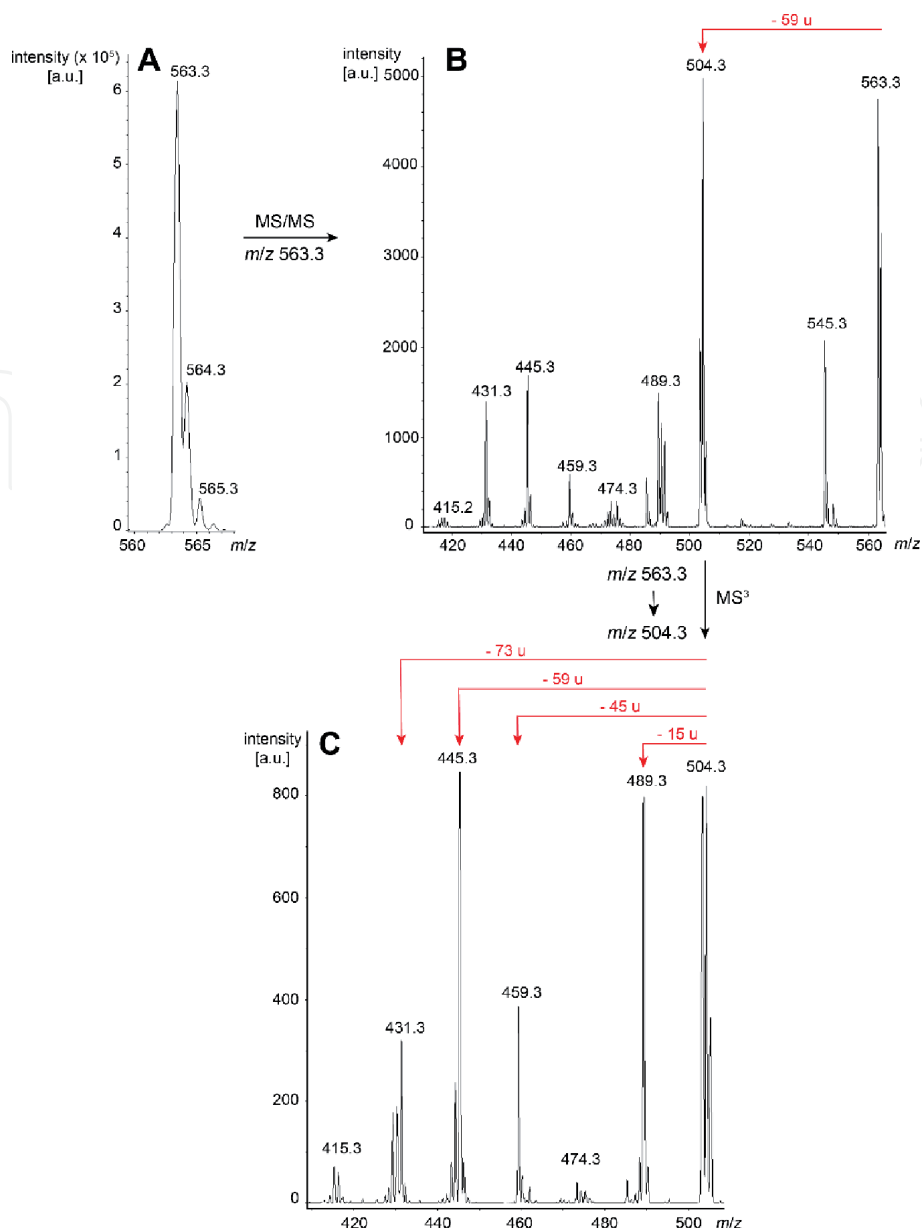 A
intensity (x 10⁵)
[a.u.]
563.3
6
5
4
3
2
564.3
1
565.3
0
560
565
m/z
MS/MS
m/z 563.3
B
intensity
[a.u.]
- 59 u
504.3
563.3
5000
4000
3000
2000
545.3
445.3
489.3
431.3
1000
459.3
474.3
415.2
0
420
440
460
480
500
520
540
560
m/z
m/z 563.3
MS³
m/z 504.3
- 73 u
- 59 u
- 45 u
- 15 u
C
intensity
[a.u.]
445.3
489.3
504.3
800
600
459.3
400
431.3
200
415.3
474.3
0
420
440
460
480
500
m/z